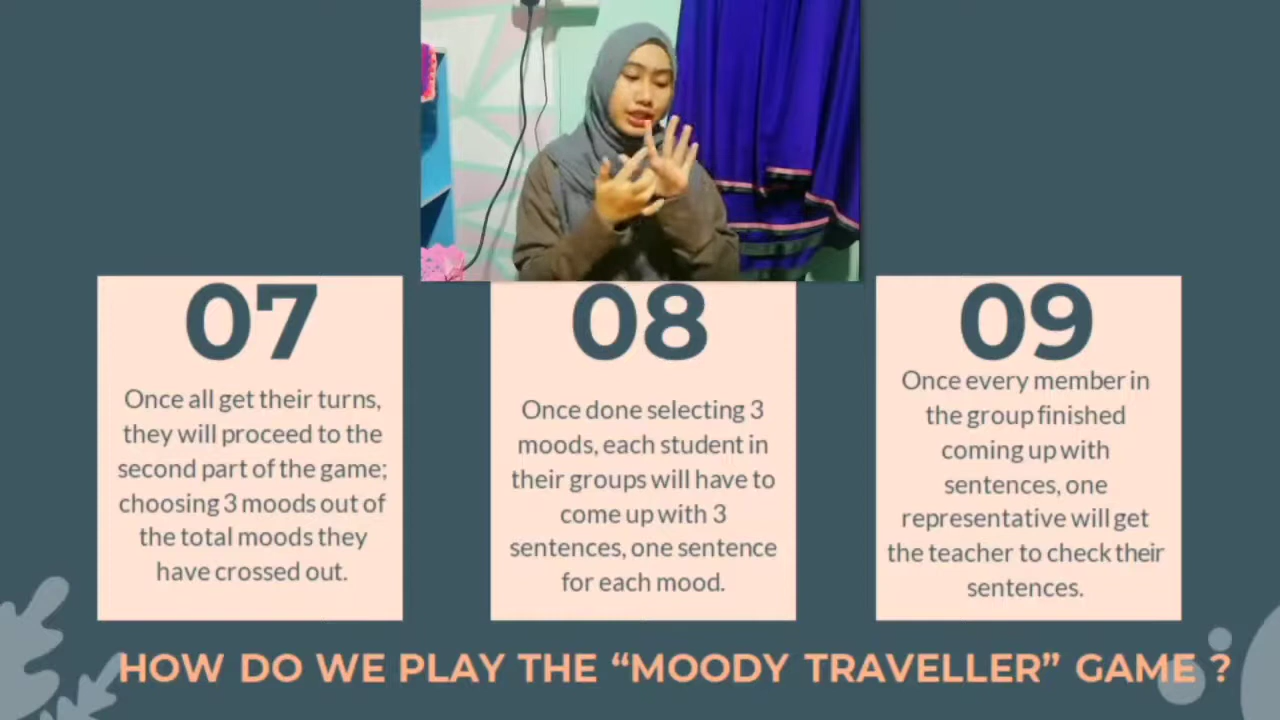 07
Once all get their turns,
they will proceed to the
second part of the game;
choosing 3 moods out of
the total moods they
have crossed out.
08
Once done selecting 3
moods, each student in
their groups will have to
come up with 3
sentences, one sentence
for each mood.
09
Once every member in
the group finished
coming up with
sentences, one
representative will get
the teacher to check their
sentences.
HOW DO WE PLAY THE “MOODY TRAVELLER” GAME ?